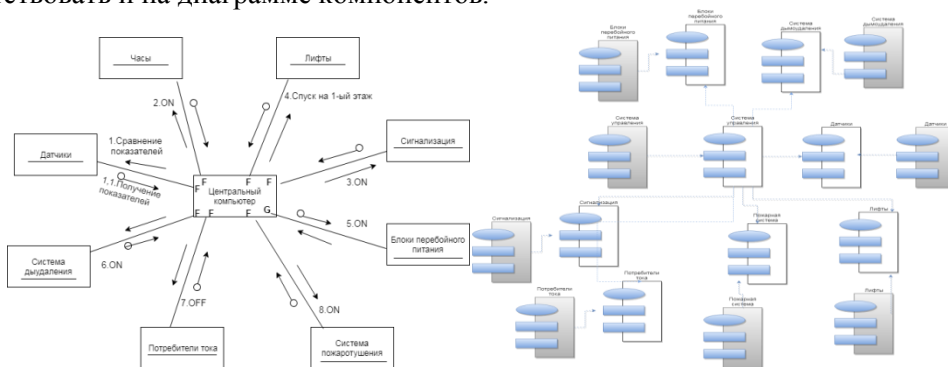 ствовать и на диаграмме компонентов.
Часы
Лифты
2.ON
4.Спуск на 1-ый этаж
Датчики
1.Сравнение
показателей
1.1.Получение
показателей
Сигнализация
3.ON
F F F F
Центральный
компьютер
F F F G
Система
дыудаления
6.ON
5.ON
Блоки перебойного
питания
7.OFF
8.ON
Потребители тока
Система
пожаротушения
Блоки
перебойного
питания
Блоки
перебойного
питания
Система
дымоудаления
Система
дымоудаления
Система
управления
Система
управления
Датчики
Датчики
Сигнализация
Сигнализация
Пожарная
система
Лифты
Потребители
тока
Потребители
тока
Пожарная
система
Лифты